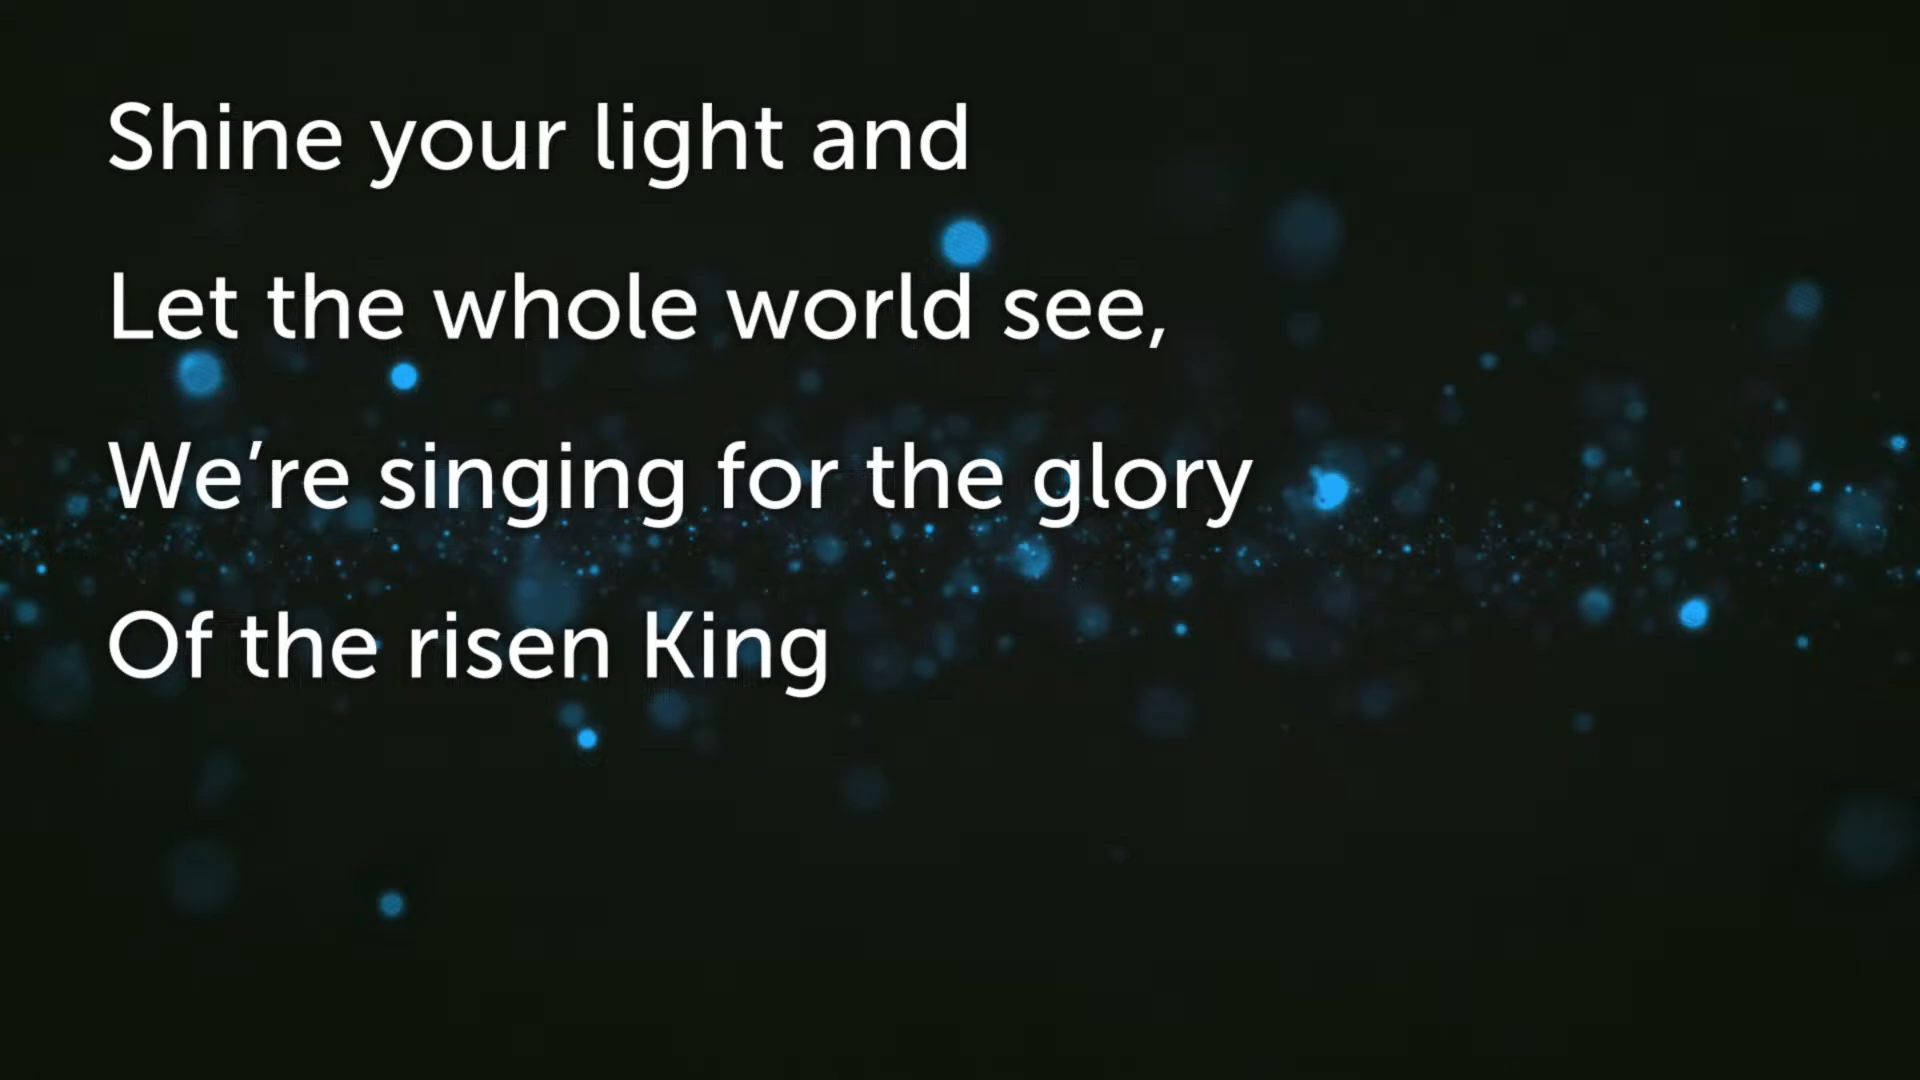 Shine your light and
Let the whole world see,
We’re singing for the glory
Of the risen King